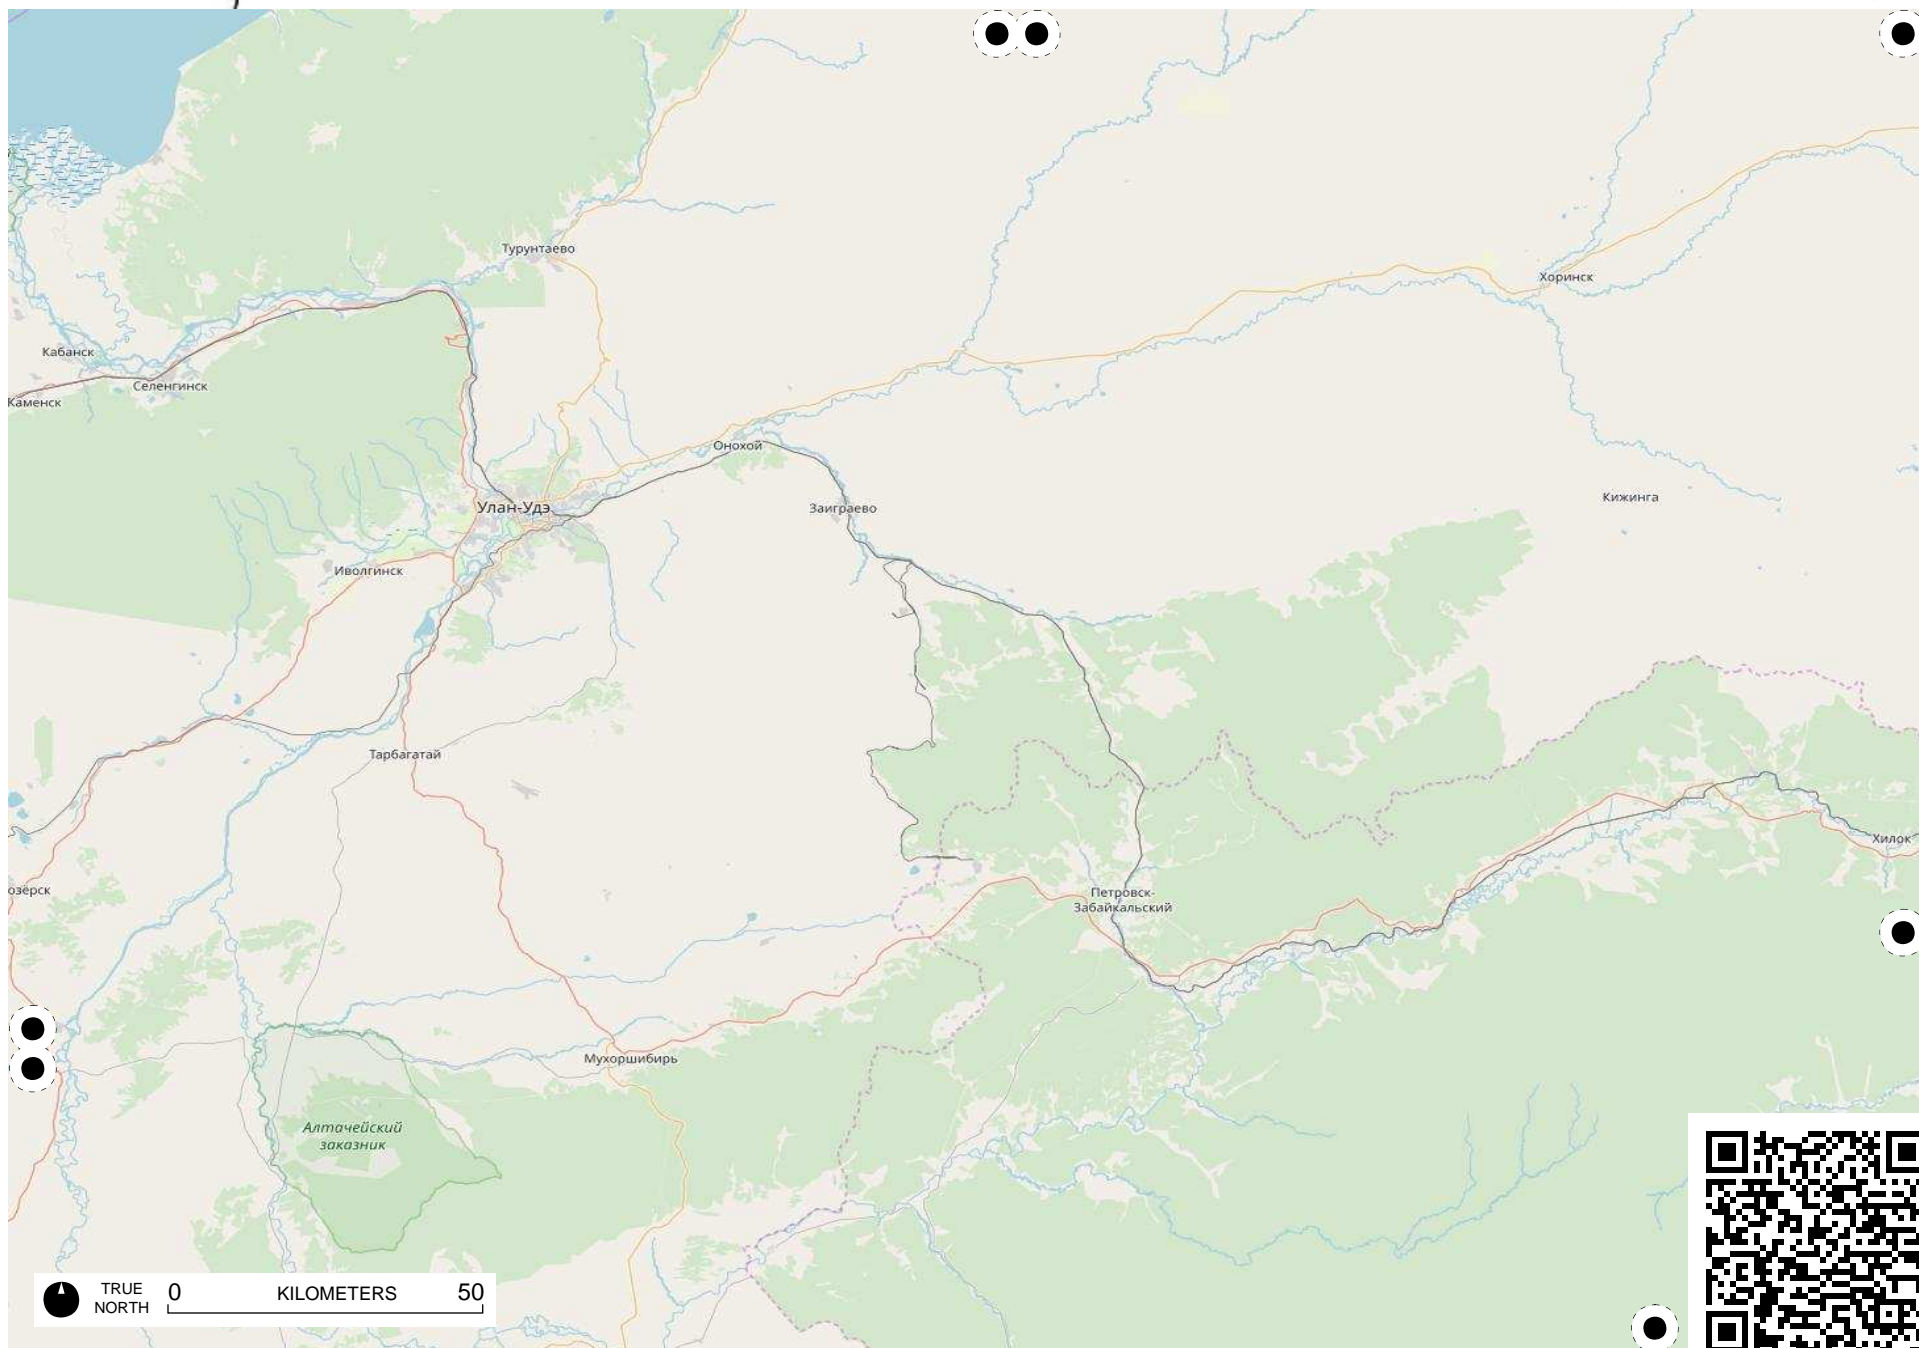 Турунтаево
Хоринск
Кабанск
Селенгинск
Каменск
Онохой
Улан-Удэ
Заиграево
Кижинга
Иволгинск
Тарбагатай
Хилок
озёрск
Петровск-
Забайкальский
Мухоршибирь
Алтачейский
заказник
TRUE
NORTH
0 KILOMETERS 50